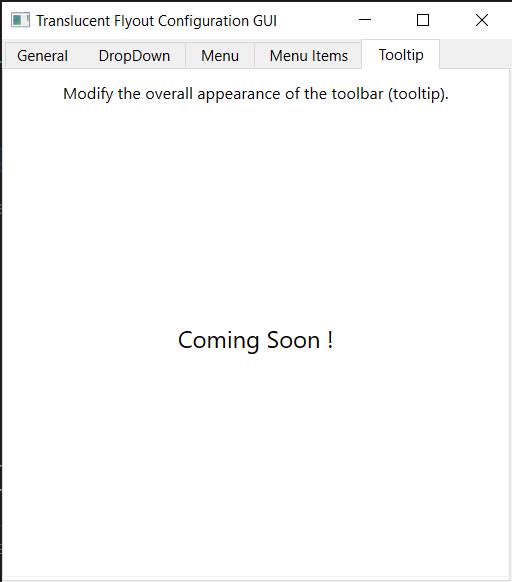 Translucent Flyout Configuration GUI
General DropDown Menu Menu Items Tooltip
Modify the overall appearance of the toolbar (tooltip).
Coming Soon !